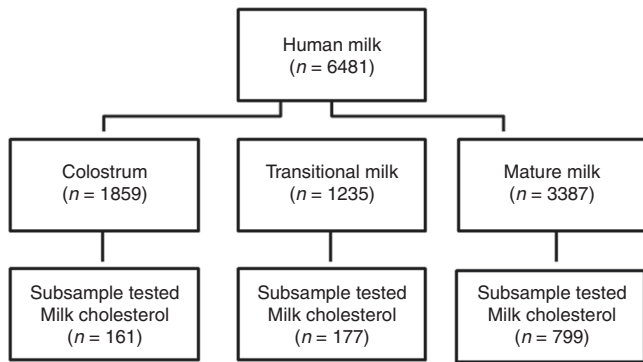 Human milk
(n = 6481)
Colostrum
(n = 1859)
Transitional milk
(n = 1235)
Mature milk
(n = 3387)
Subsample tested
Milk cholesterol
(n = 161)
Subsample tested
Milk cholesterol
(n = 177)
Subsample tested
Milk cholesterol
(n = 799)